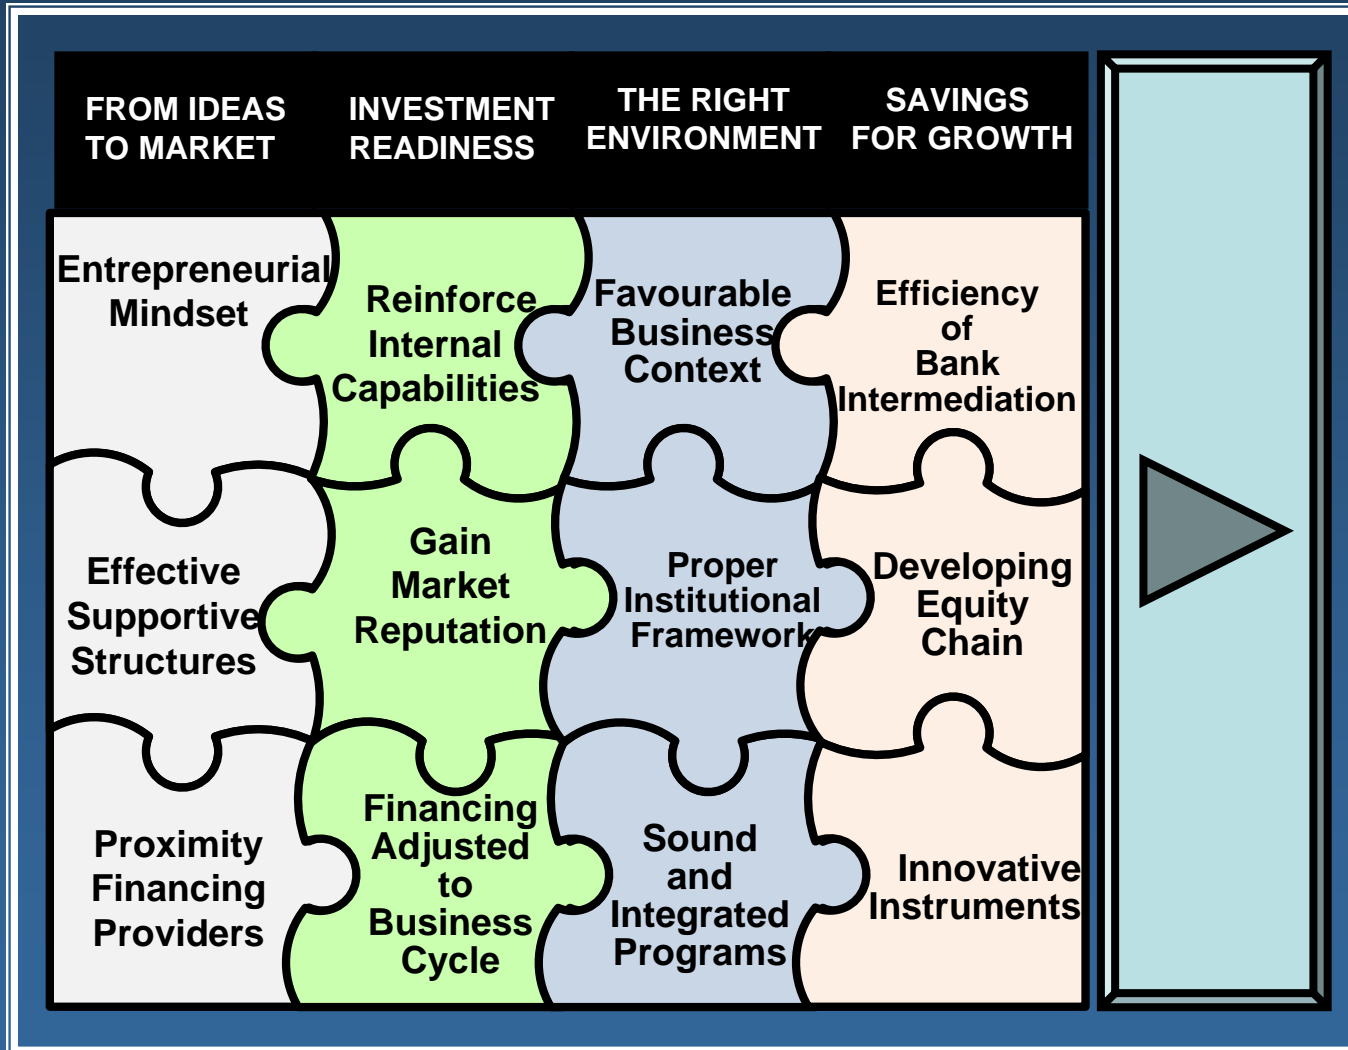 FROM IDEAS
TO MARKET
INVESTMENT
READINESS
THE RIGHT
ENVIRONMENT
SAVINGS
FOR GROWTH
Entrepreneurial
Mindset
Reinforce
Internal
Capabilities
Favourable
Business
Context
Efficiency
of
Bank
Intermediation
Effective
Supportive
Structures
Gain
Market
Reputation
Proper
Institutional
Framework
Developing
Equity
Chain
Proximity
Financing
Providers
Financing
Adjusted
to
Business
Cycle
Sound
and
Integrated
Programs
Innovative
Instruments